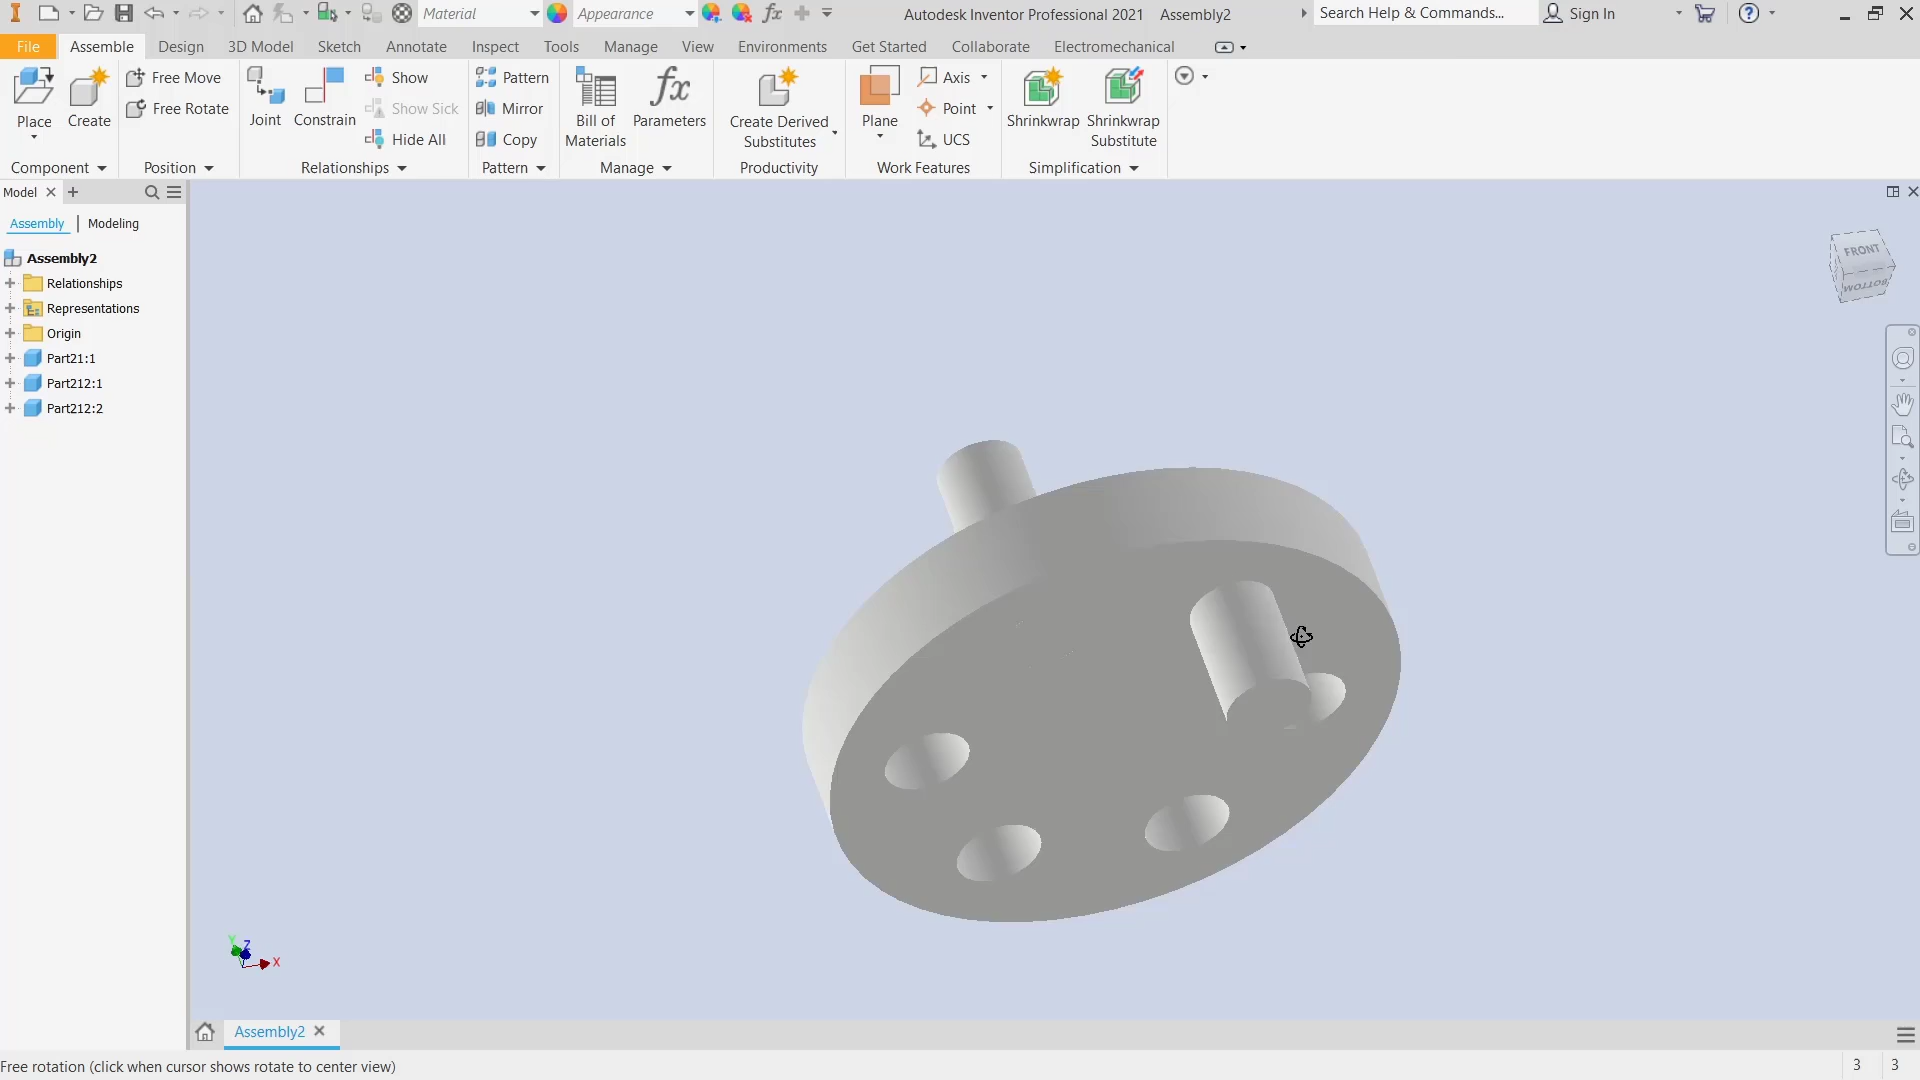 Material
Appearance
Autodesk Inventor Professional 2021 Assembly2
Search Help & Commands...
Sign In
File
Assemble
Design
3D Model
Sketch
Annotate
Inspect
Tools
Manage
View
Environments
Get Started
Collaborate
Electromechanical
Place
Create
Free Move
Free Rotate
Joint
Constrain
Show
Show Sick
Hide All
Pattern
Mirror
Copy
Bill of
Materials
Parameters
Create Derived
Substitutes
Plane
Axis
Point
UCS
Shrinkwrap
Shrinkwrap
Substitute
Component
Position
Relationships
Pattern
Manage
Productivity
Work Features
Simplification
Model
Assembly | Modeling
Assembly2
Relationships
Representations
Origin
Part21:1
Part212:1
Part212:2
FRONT
BOTTOM
Y
Z
X
Assembly2
Free rotation (click when cursor shows rotate to center view)
3 3